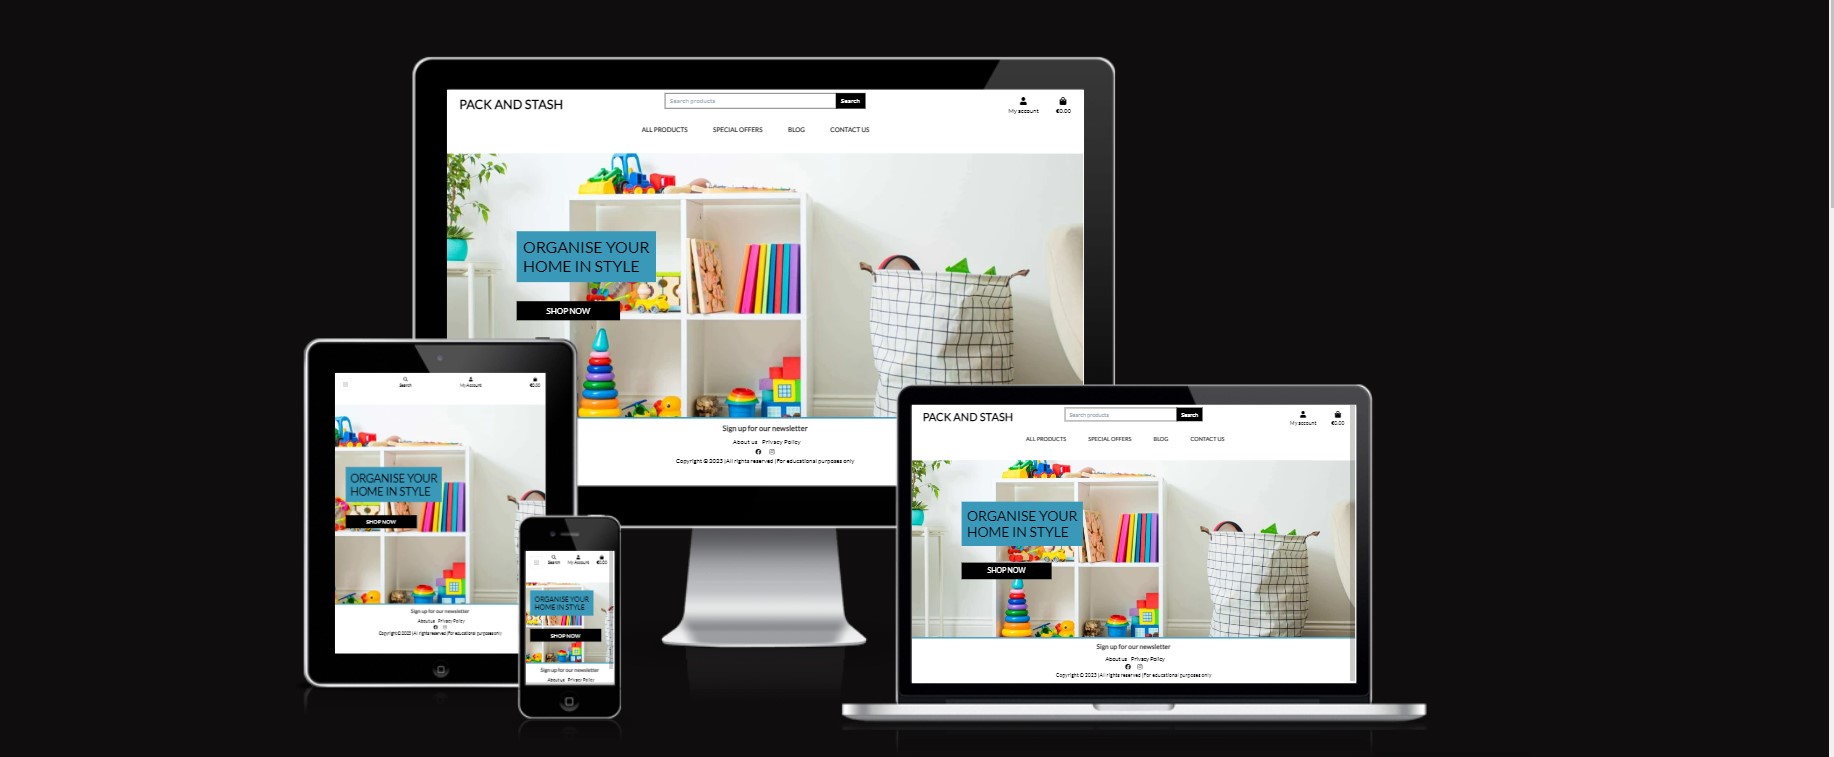 PACK AND STASH
Search products
Search
My account
€0.00
ALL PRODUCTS
SPECIAL OFFERS
BLOG
CONTACT US
ORGANISE YOUR
HOME IN STYLE
SHOP NOW
Sign up for our newsletter
About us Privacy Policy
Copyright © 2023 |All rights reserved |For educational purposes only
Search
My Account
€0.00
ORGANISE YOUR
HOME IN STYLE
SHOP NOW
Sign up for our newsletter
About us Privacy Policy
Copyright © 2023 |All rights reserved |For educational purposes only
Search
My Account
€0.00
ORGANISE YOUR
HOME IN STYLE
SHOP NOW
Sign up for our newsletter
About us Privacy Policy
PACK AND STASH
Search products
Search
My account
€0.00
ALL PRODUCTS
SPECIAL OFFERS
BLOG
CONTACT US
ORGANISE YOUR
HOME IN STYLE
SHOP NOW
Sign up for our newsletter
About us Privacy Policy
Copyright © 2023 |All rights reserved |For educational purposes only